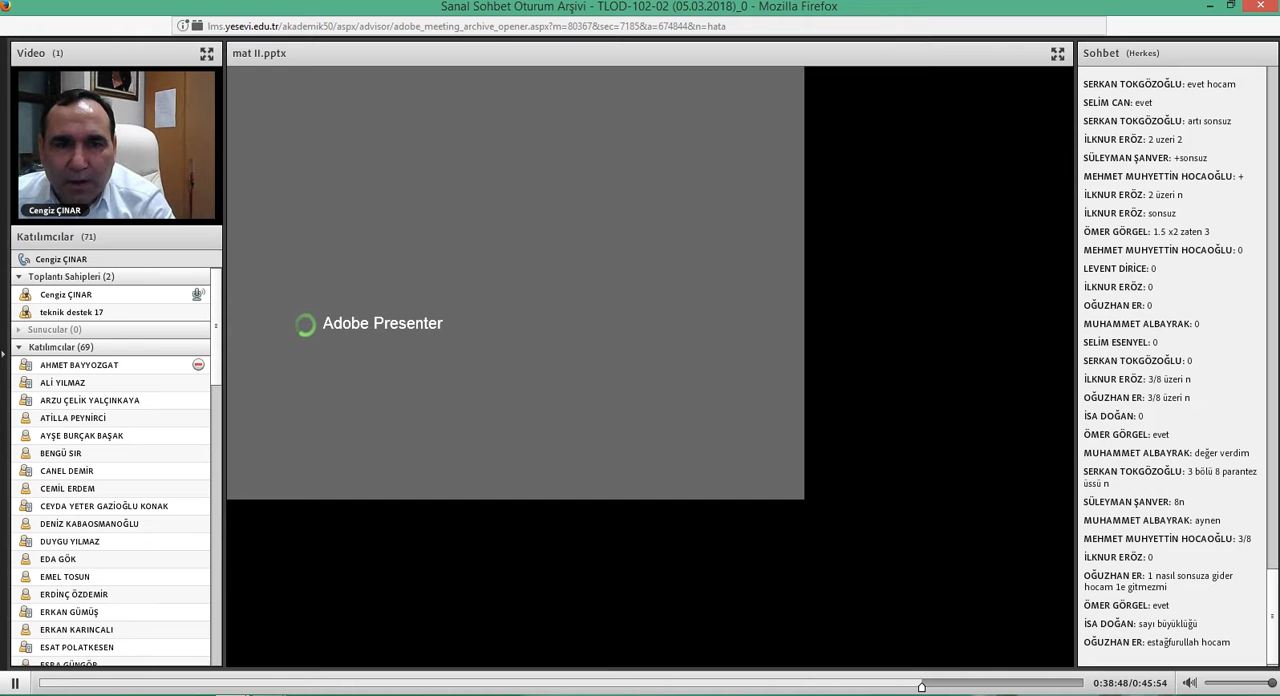 Sanal Sohbet Oturum Arşivi - TLOD-102-02 (05.03.2018)_0 - Mozilla Firefox
lms.yesevi.edu.tr/akademik50/aspx/advisor/adobe_meeting_archive_opener.aspx?m=80367&sec=7185&a=674844&n=hata
Video (1)
Cengiz ÇINAR
Katılımcılar (71)
Cengiz ÇINAR
Toplantı Sahipleri (2)
Cengiz ÇINAR
teknik destek 17
Sunucular (0)
Katılımcılar (69)
AHMET BAYYOZGAT
ALİ YILMAZ
ARZU ÇELİK YALÇINKAYA
ATİLLA PEYNİRCİ
AYŞE BURÇAK BAŞAK
BENGÜ SIR
CANEL DEMİR
CEMİL ERDEM
CEYDA YETER GAZİOĞLU KONAK
DENİZ KABAOSMANOĞLU
DUYGU YILMAZ
EDA GÖK
EMEL TOSUN
ERDİNÇ ÖZDEMİR
ERKAN GÜMÜŞ
ERKAN KARINCALI
ESAT POLATKESEN
ESRA GÜNGÖR
mat II.pptx
Adobe Presenter
Sohbet (Herkes)
SERKAN TOKGÖZOĞLU: evet hocam
SELİM CAN: evet
SERKAN TOKGÖZOĞLU: artı sonsuz
İLKNUR ERÖZ: 2 uzeri 2
SÜLEYMAN ŞANVER: +sonsuz
MEHMET MUHYETTİN HOCAOĞLU: +
İLKNUR ERÖZ: 2 üzeri n
İLKNUR ERÖZ: sonsuz
ÖMER GÖRGEL: 1.5 x2 zaten 3
MEHMET MUHYETTİN HOCAOĞLU: 0
LEVENT DİRİCE: 0
İLKNUR ERÖZ: 0
OĞUZHAN ER: 0
MUHAMMET ALBAYRAK: 0
SELİM ESENYEL: 0
SERKAN TOKGÖZOĞLU: 0
İLKNUR ERÖZ: 3/8 üzeri n
OĞUZHAN ER: 3/8 üzeri n
İSA DOĞAN: 0
ÖMER GÖRGEL: evet
MUHAMMET ALBAYRAK: değer verdim
SERKAN TOKGÖZOĞLU: 3 bölü 8 parantez
üssü n
SÜLEYMAN ŞANVER: 8n
MUHAMMET ALBAYRAK: aynen
MEHMET MUHYETTİN HOCAOĞLU: 3/8
İLKNUR ERÖZ: 0
OĞUZHAN ER: 1 nasıl sonsuza gider
hocam 1e gitmezmi
ÖMER GÖRGEL: evet
İSA DOĞAN: sayı büyüklüğü
OĞUZHAN ER: estağfurullah hocam
0:38:48/0:45:54